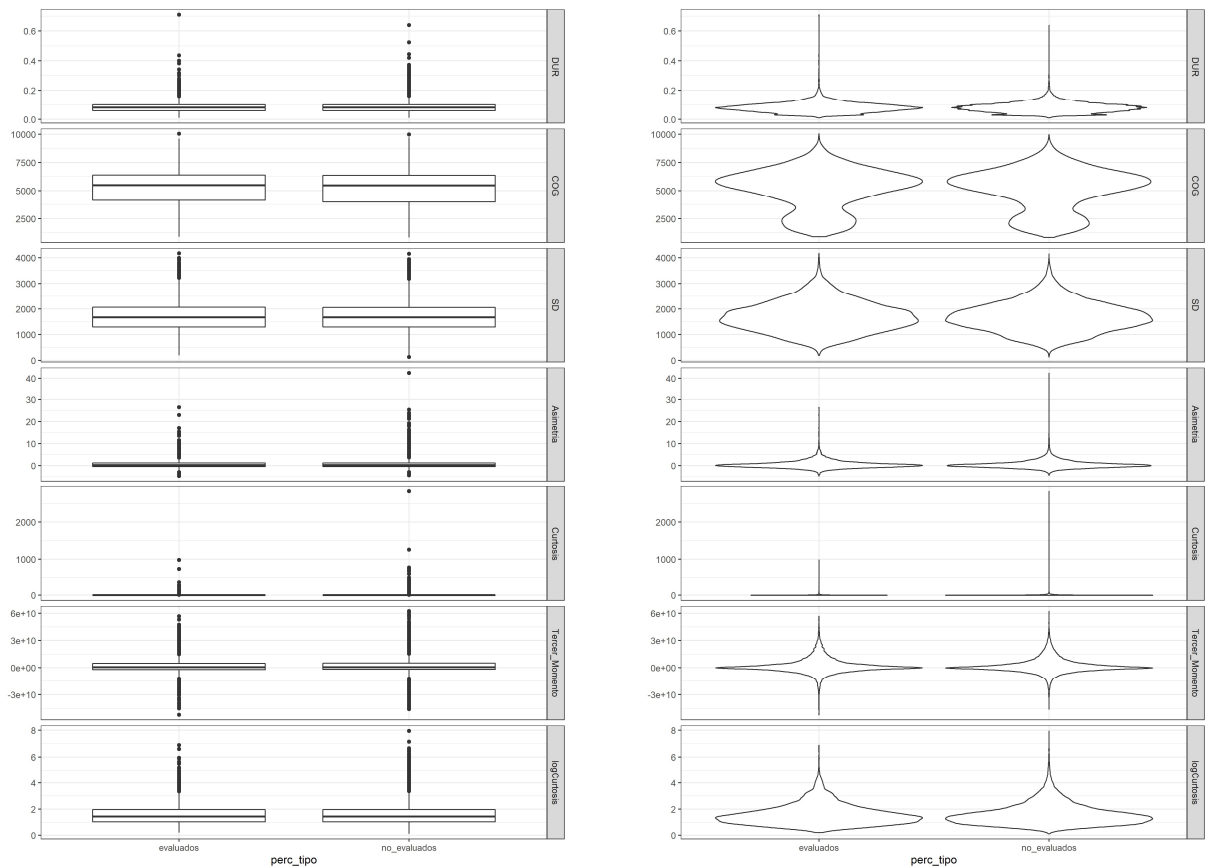 0.6
0.4
0.2
0.0
DUR
10000
7500
5000
2500
COG
4000
3000
2000
1000
0
SD
40
30
20
10
0
Asimetria
2000
1000
0
Curtosis
6e+10
3e+10
0e+00
-3e+10
Tercer_Momento
8
6
4
2
0
logCurtosis
evaluados no_evaluados
perc_tipo
0.6
0.4
0.2
0.0
DUR
10000
7500
5000
2500
COG
4000
3000
2000
1000
0
SD
40
30
20
10
0
Asimetria
2000
1000
0
Curtosis
6e+10
3e+10
0e+00
-3e+10
Tercer_Momento
8
6
4
2
0
logCurtosis
evaluados no_evaluados
perc_tipo